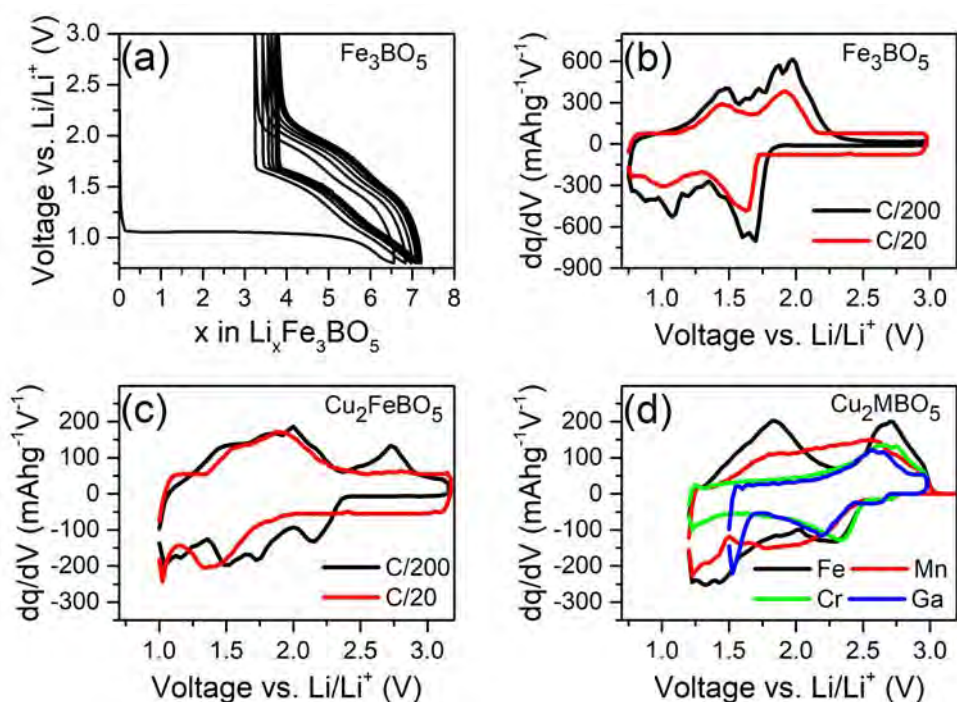 (a)
Fe₃BO₅
Voltage vs. Li/Li⁺ (V)
3.0
2.5
2.0
1.5
1.0
0 1 2 3 4 5 6 7 8
x in LiₓFe₃BO₅
(b)
Fe₃BO₅
dq/dV (mAhg⁻¹V⁻¹)
600
300
0
-300
-600
-900
C/200
C/20
1.0 1.5 2.0 2.5 3.0
Voltage vs. Li/Li⁺ (V)
(c)
Cu₂FeBO₅
dq/dV (mAhg⁻¹V⁻¹)
200
100
0
-100
-200
-300
C/200
C/20
1.0 1.5 2.0 2.5 3.0
Voltage vs. Li/Li⁺ (V)
(d)
Cu₂MBO₅
dq/dV (mAhg⁻¹V⁻¹)
200
100
0
-100
-200
-300
Fe Mn
Cr Ga
1.0 1.5 2.0 2.5 3.0
Voltage vs. Li/Li⁺ (V)